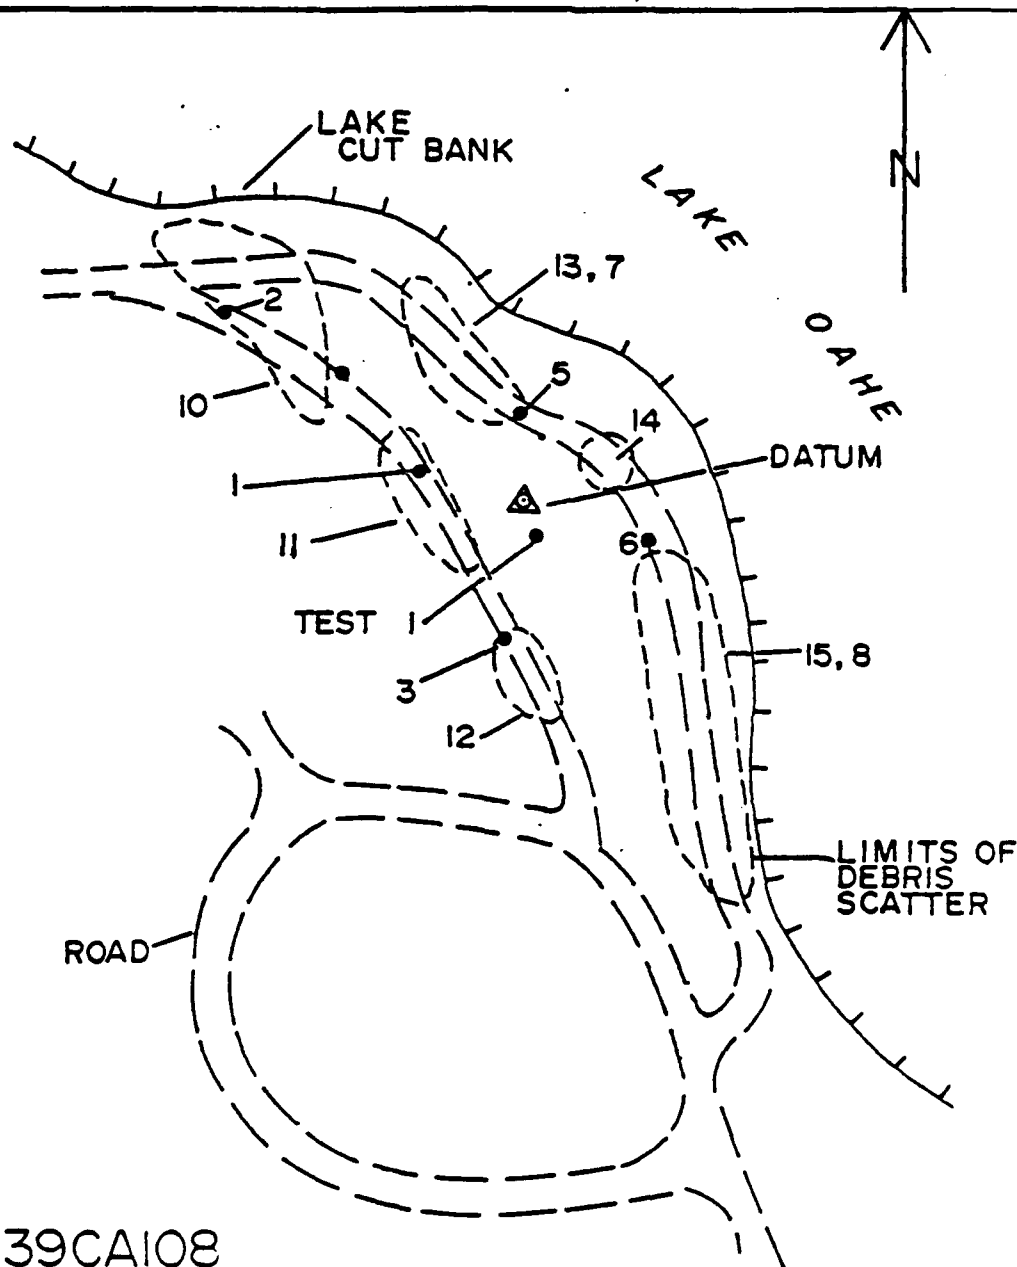 LAKE
CUT BANK
N
LAKE
OAHE
13, 7
2
10
5
14
DATUM
1
11
6
TEST 1
3
12
15, 8
LIMITS OF
DEBRIS
SCATTER
ROAD
39CA108